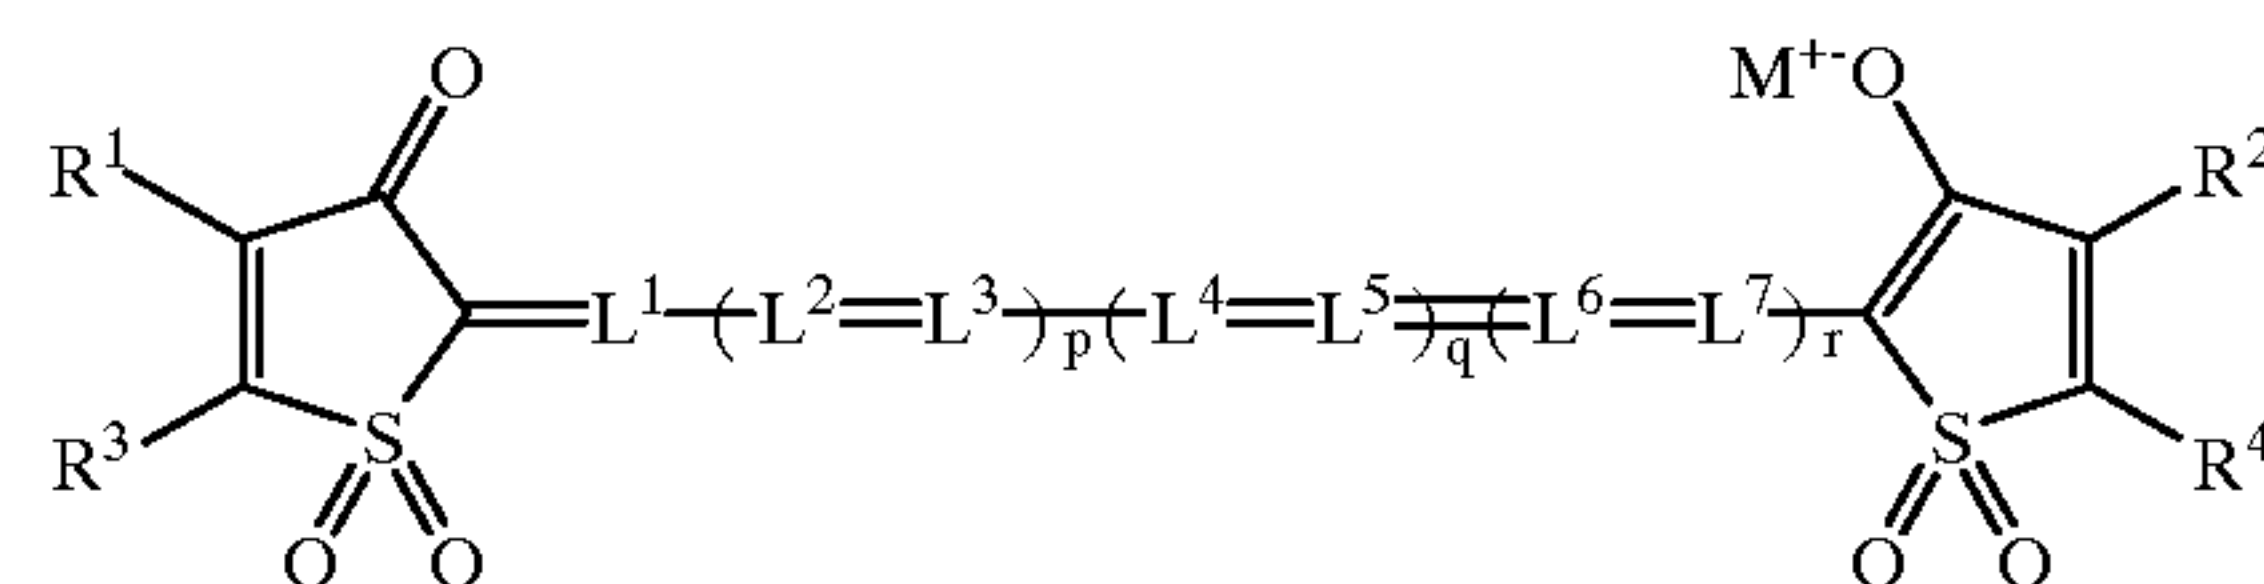 O M⁺⁻O
R¹ R²
L¹—(L²=L³)p(L⁴=L⁵)q(L⁶=L⁷)r
R³ S S R⁴
O O O O